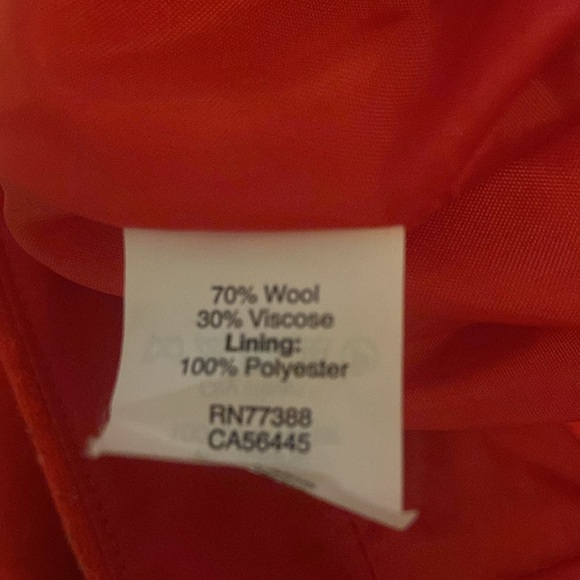 70% Wool
30% Viscose
Lining:
100% Polyester
RN77388
CA56445